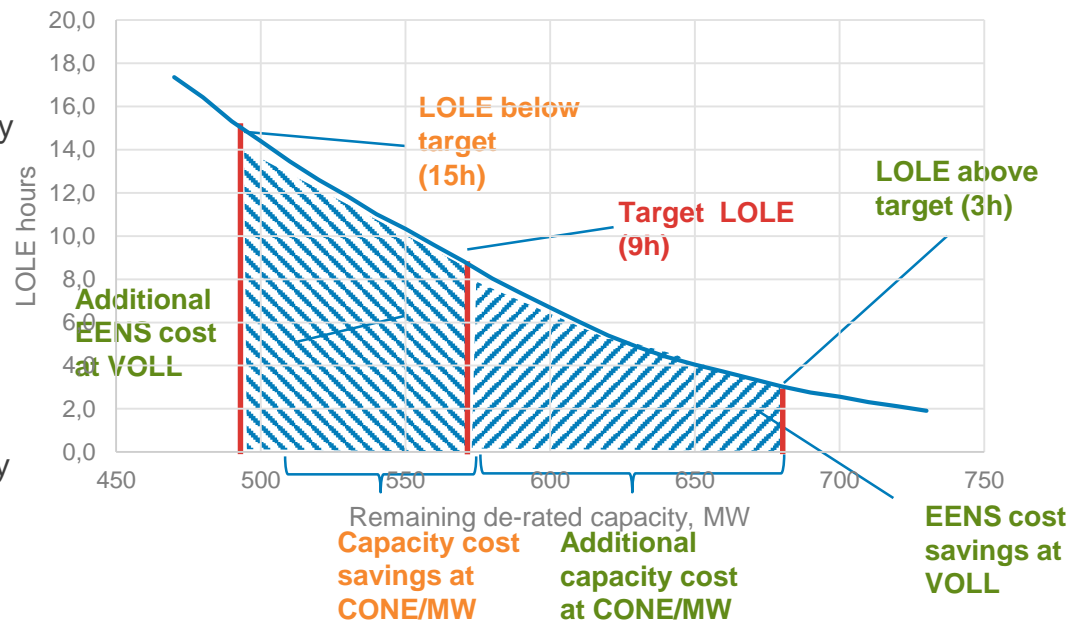 20,0
18,0
16,0
14,0
12,0
10,0
8,0
6,0
4,0
2,0
0,0
LOLE hours
y
y
LOLE below
target
(15h)
Target LOLE
(9h)
LOLE above
target (3h)
Additional
EENS cost
at VOLL
450
500
550
600
650
700
750
Remaining de-rated capacity, MW
Capacity cost
savings at
CONE/MW
Additional
capacity cost
at CONE/MW
EENS cost
savings at
VOLL